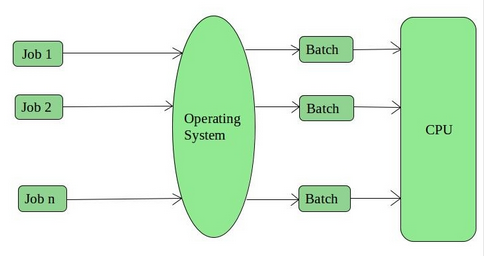 Job 1
Batch
Job 2
Operating
System
Batch
CPU
Job n
Batch